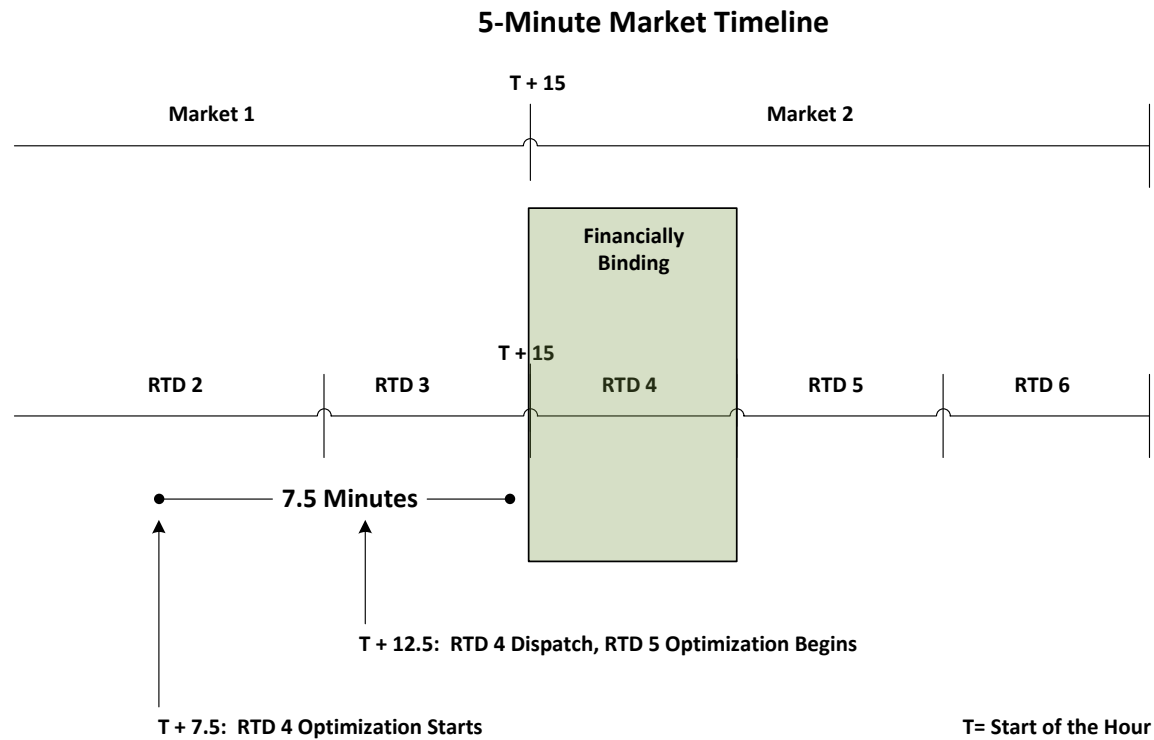 5-Minute Market Timeline
T + 15
Market 1
Market 2
Financially
Binding
T + 15
RTD 2
RTD 3
RTD 4
RTD 5
RTD 6
7.5 Minutes
T + 12.5:  RTD 4 Dispatch, RTD 5 Optimization Begins
T + 7.5:  RTD 4 Optimization Starts
T= Start of the Hour